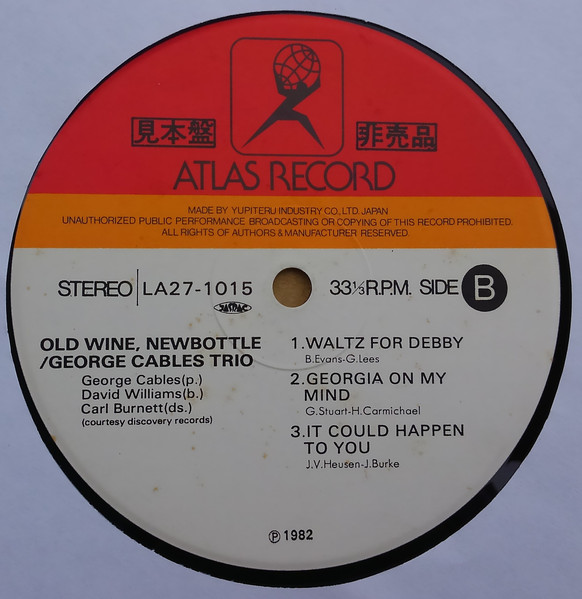 見本盤
非売品
ATLAS RECORD
MADE BY YUPITERU INDUSTRY CO., LTD. JAPAN
UNAUTHORIZED PUBLIC PERFORMANCE BROADCASTING OR COPYING OF THIS RECORD PROHIBITED.
ALL RIGHTS OF AUTHORS & MANUFACTURER RESERVED.
STEREO LA27-1015
JASRAC
33⅓R.P.M. SIDE B
OLD WINE, NEWBOTTLE
/GEORGE CABLES TRIO
George Cables(p.)
David Williams(b.)
Carl Burnett(ds.)
(courtesy discovery records)
1.WALTZ FOR DEBBY
B.Evans-G.Lees
2.GEORGIA ON MY
MIND
G.Stuart-H.Carmichael
3.IT COULD HAPPEN
TO YOU
J.V.Heusen-J.Burke
Ⓟ1982